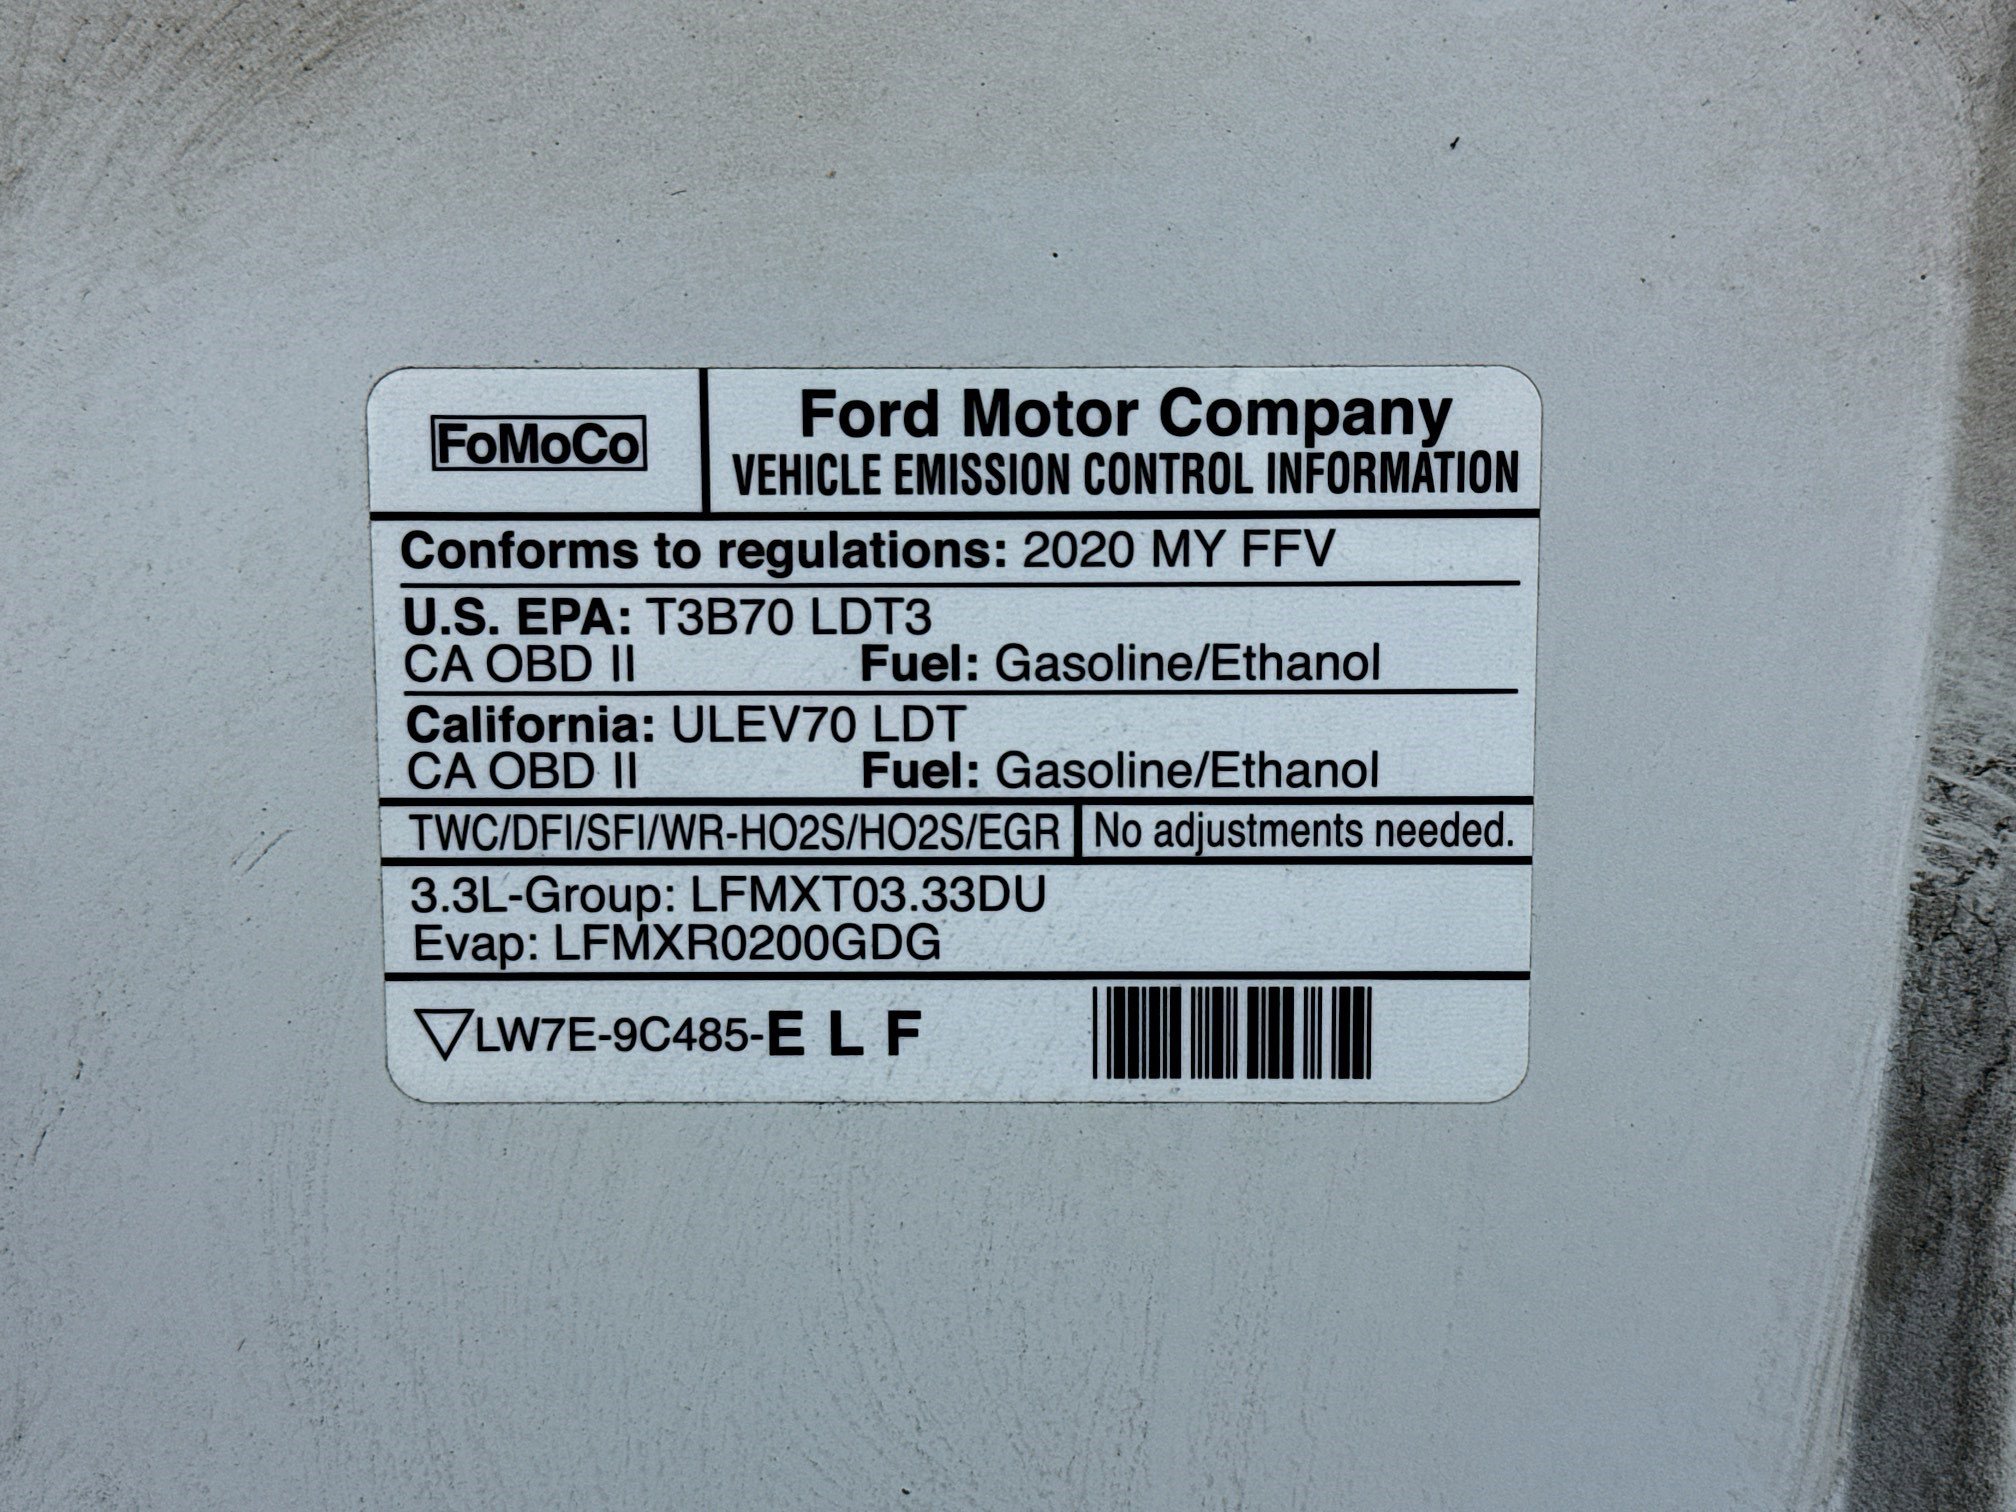 FoMoCo
Ford Motor Company
VEHICLE EMISSION CONTROL INFORMATION
Conforms to regulations: 2020 MY FFV
U.S. EPA: T3B70 LDT3
CA OBD II Fuel: Gasoline/Ethanol
California: ULEV70 LDT
CA OBD II Fuel: Gasoline/Ethanol
TWC/DFI/SFI/WR-HO2S/HO2S/EGR No adjustments needed.
3.3L-Group: LFMXT03.33DU
Evap: LFMXR0200GDG
LW7E-9C485-E L F